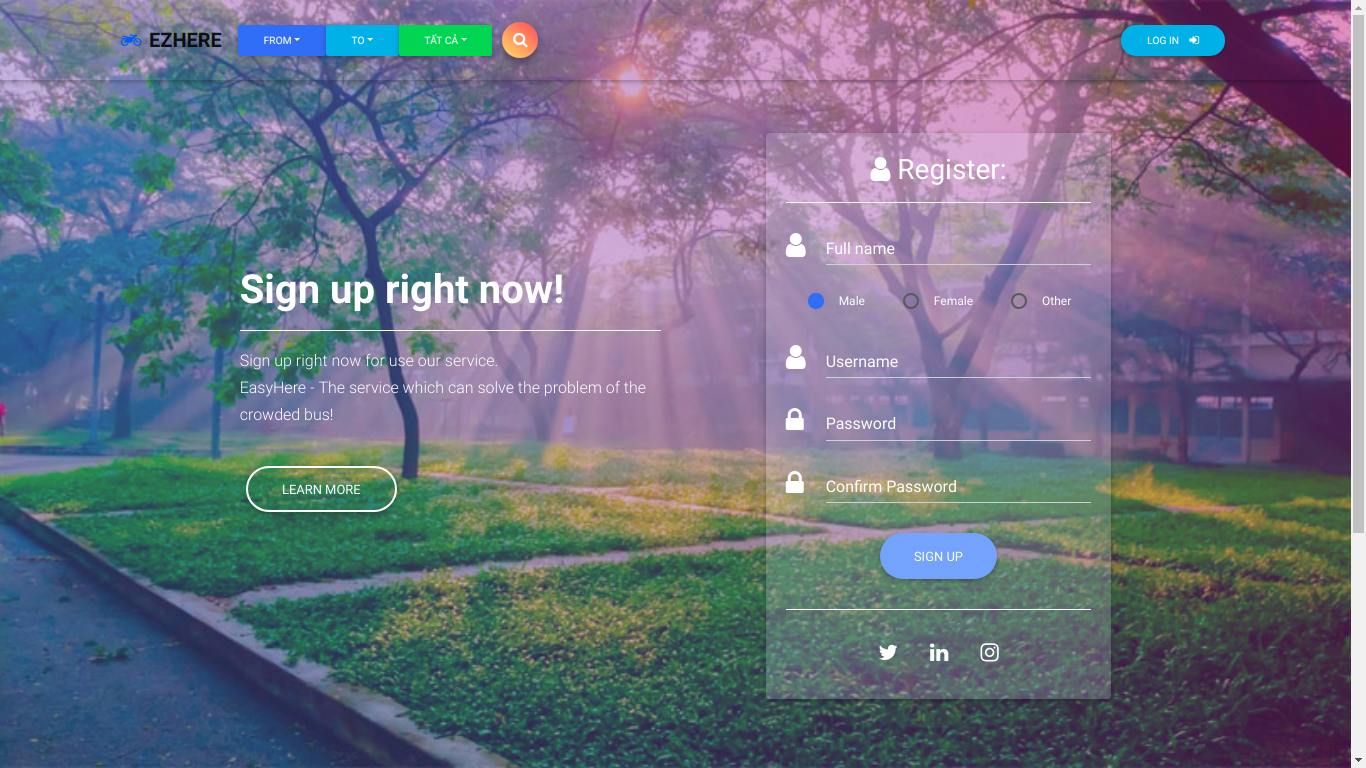 EZHERE
FROM
TO
TẤT CẢ
LOG IN
Sign up right now!
Sign up right now for use our service.
EasyHere - The service which can solve the problem of the
crowded bus!
LEARN MORE
Register:
Full name
Male Female Other
Username
Password
Confirm Password
SIGN UP